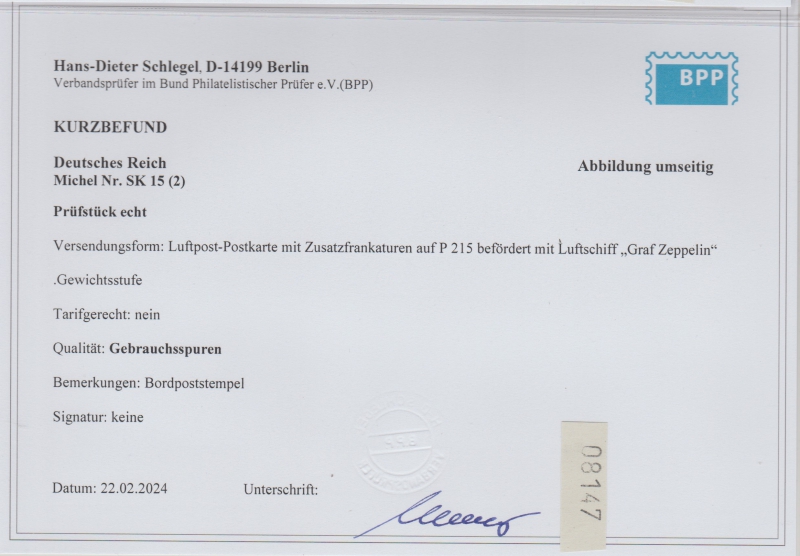 Hans-Dieter Schlegel, D-14199 Berlin
Verbandsprüfer im Bund Philatelistischer Prüfer e.V.(BPP)
BPP
KURZBEFUND
Deutsches Reich
Michel Nr. SK 15 (2)
Abbildung umseitig
Prüfstück echt
Versendungsform: Luftpost-Postkarte mit Zusatzfrankaturen auf P 215 befördert mit Luftschiff „Graf Zeppelin“
.Gewichtsstufe
Tarifgerecht: nein
Qualität: Gebrauchsspuren
Bemerkungen: Bordpoststempel
Signatur: keine
Datum: 22.02.2024
Unterschrift:
08147